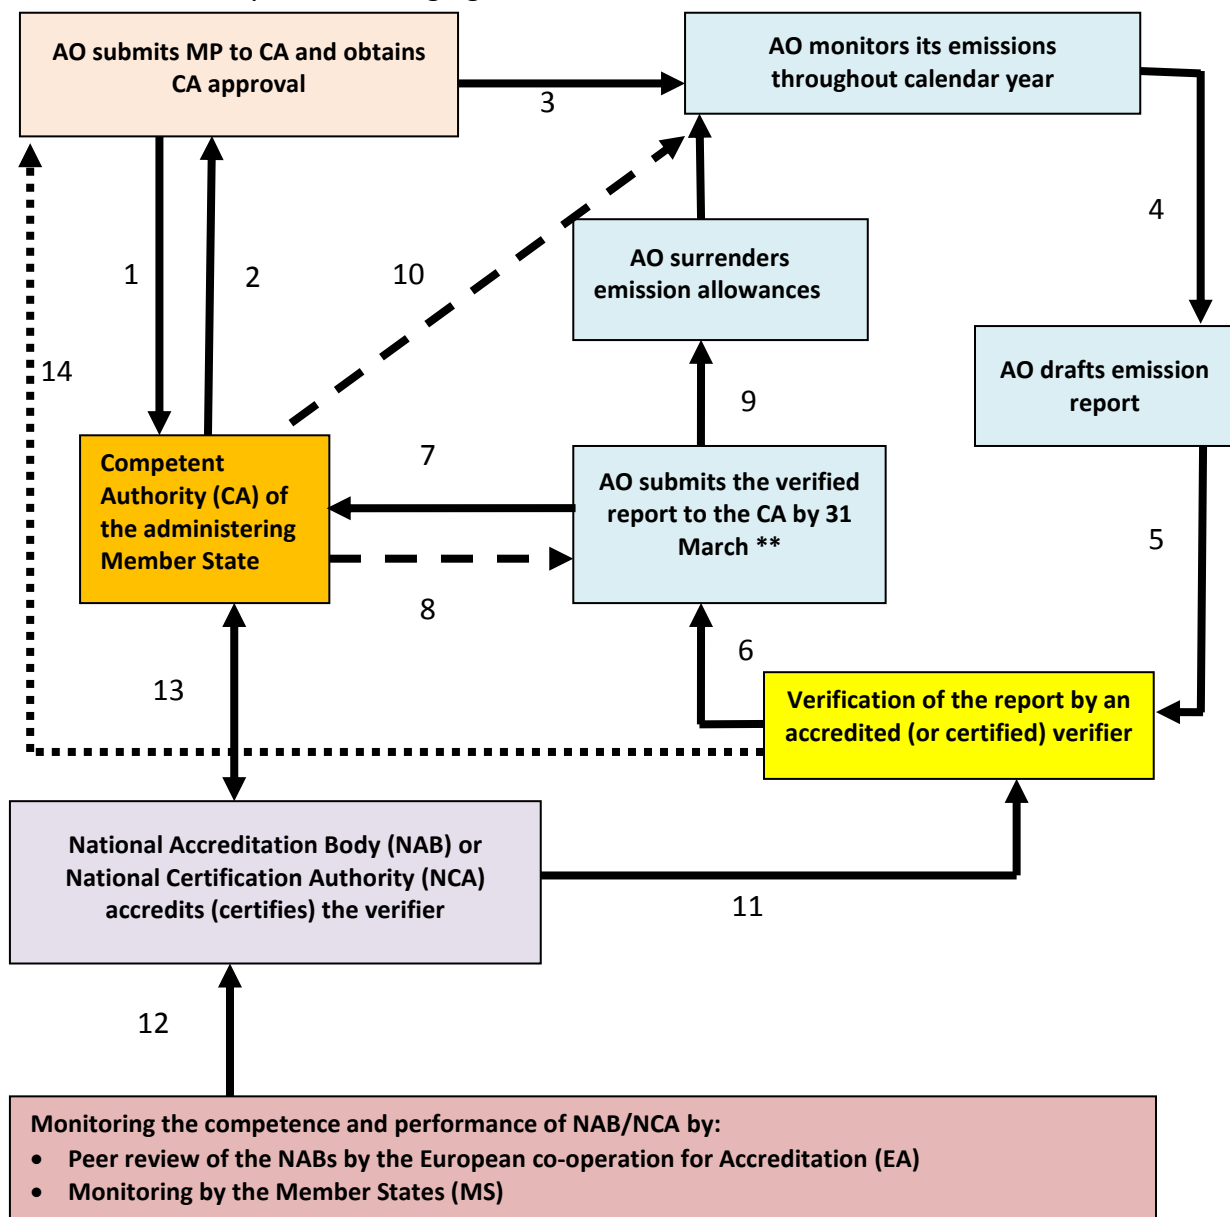 AO submits MP to CA and obtains
CA approval
AO monitors its emissions
throughout calendar year
3
4
1
2
10
AO surrenders
emission allowances
14
AO drafts emission
report
9
7
Competent
Authority (CA) of
the administering
Member State
AO submits the verified
report to the CA by 31
March **
5
8
6
13
Verification of the report by an
accredited (or certified) verifier
National Accreditation Body (NAB) or
National Certification Authority (NCA)
accredits (certifies) the verifier
11
12
Monitoring the competence and performance of NAB/NCA by:
• Peer review of the NABs by the European co-operation for Accreditation (EA)
• Monitoring by the Member States (MS)